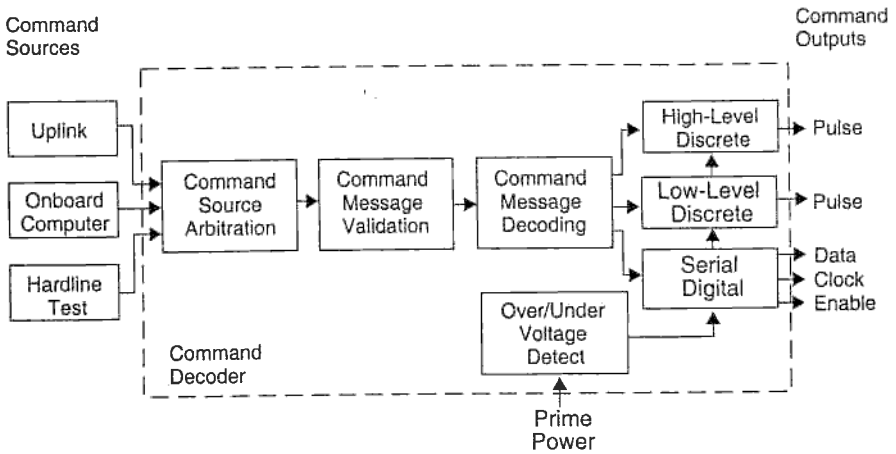 Command
Sources
Command
Outputs
Uplink
Onboard
Computer
Hardline
Test
Command
Source
Arbitration
Command
Message
Validation
Command
Message
Decoding
High-Level
Discrete
Low-Level
Discrete
Serial
Digital
Over/Under
Voltage
Detect
Pulse
Pulse
Data
Clock
Enable
Command
Decoder
Prime
Power